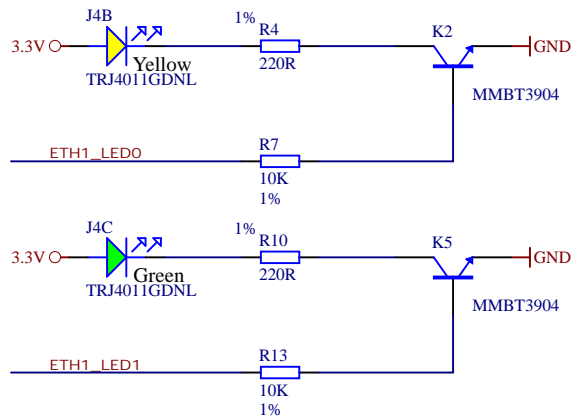 J4B
1%
R4
K2
3.3V
GND
Yellow
220R
TRJ4011GDNL
MMBT3904
R7
ETH1_LED0
10K
1%
J4C
1%
R10
K5
3.3V
GND
Green
220R
TRJ4011GDNL
MMBT3904
R13
ETH1_LED1
10K
1%